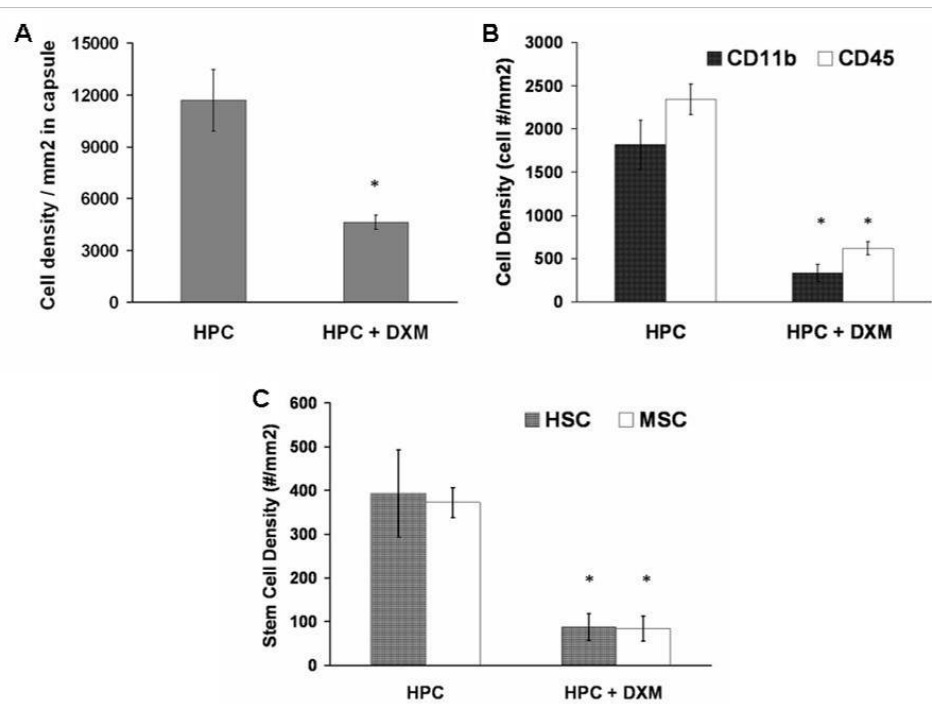 A
Cell density / mm2 in capsule
15000
12000
9000
6000
3000
0
*
HPC
HPC + DXM
B
Cell Density (cell #/mm2)
3000
2500
2000
1500
1000
500
0
CD11b
CD45
*
*
HPC
HPC + DXM
C
Stem Cell Density (#/mm2)
600
500
400
300
200
100
0
HSC
MSC
*
*
HPC
HPC + DXM